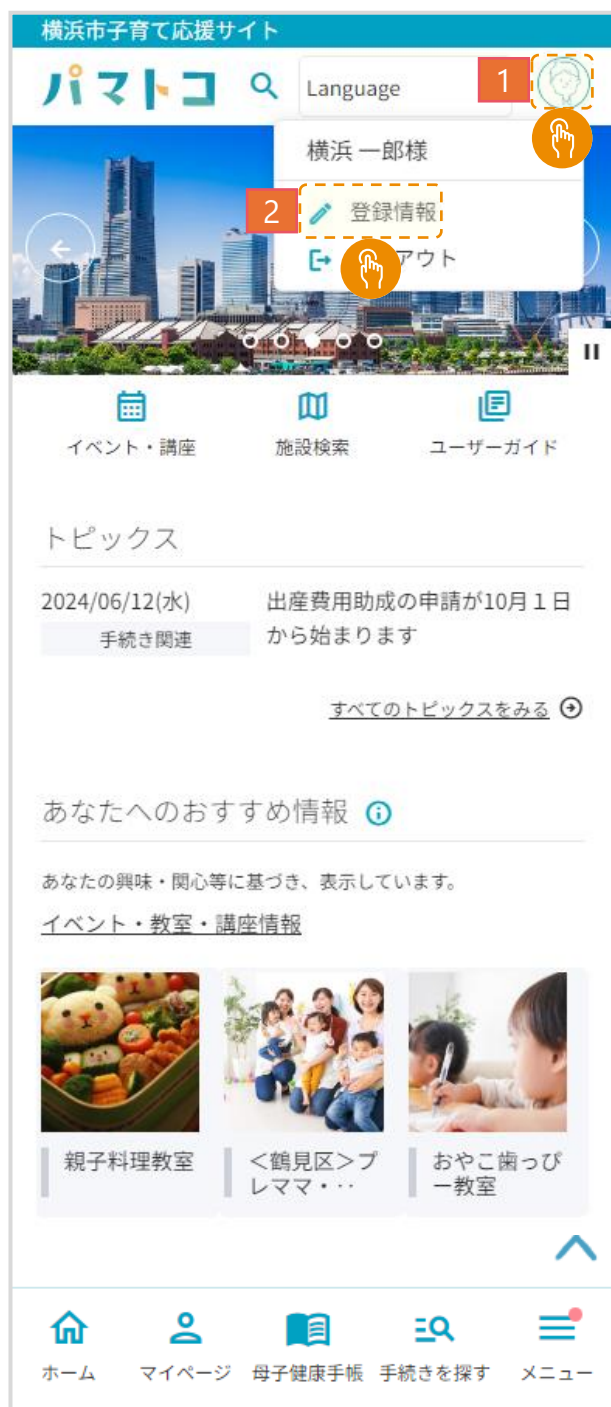 横浜市子育て応援サイト
パマトコ
Language
1
横浜 一郎様
2
登録情報
アウト
イベント・講座
施設検索
ユーザーガイド
トピックス
2024/06/12(水)
手続き関連
出産費用助成の申請が10月１日
から始まります
すべてのトピックスをみる
あなたへのおすすめ情報
あなたの興味・関心等に基づき、表示しています。
イベント・教室・講座情報
親子料理教室
＜鶴見区＞プ
レママ・‥
おやこ歯っぴ
ー教室
ホーム
マイページ
母子健康手帳
手続きを探す
メニュー